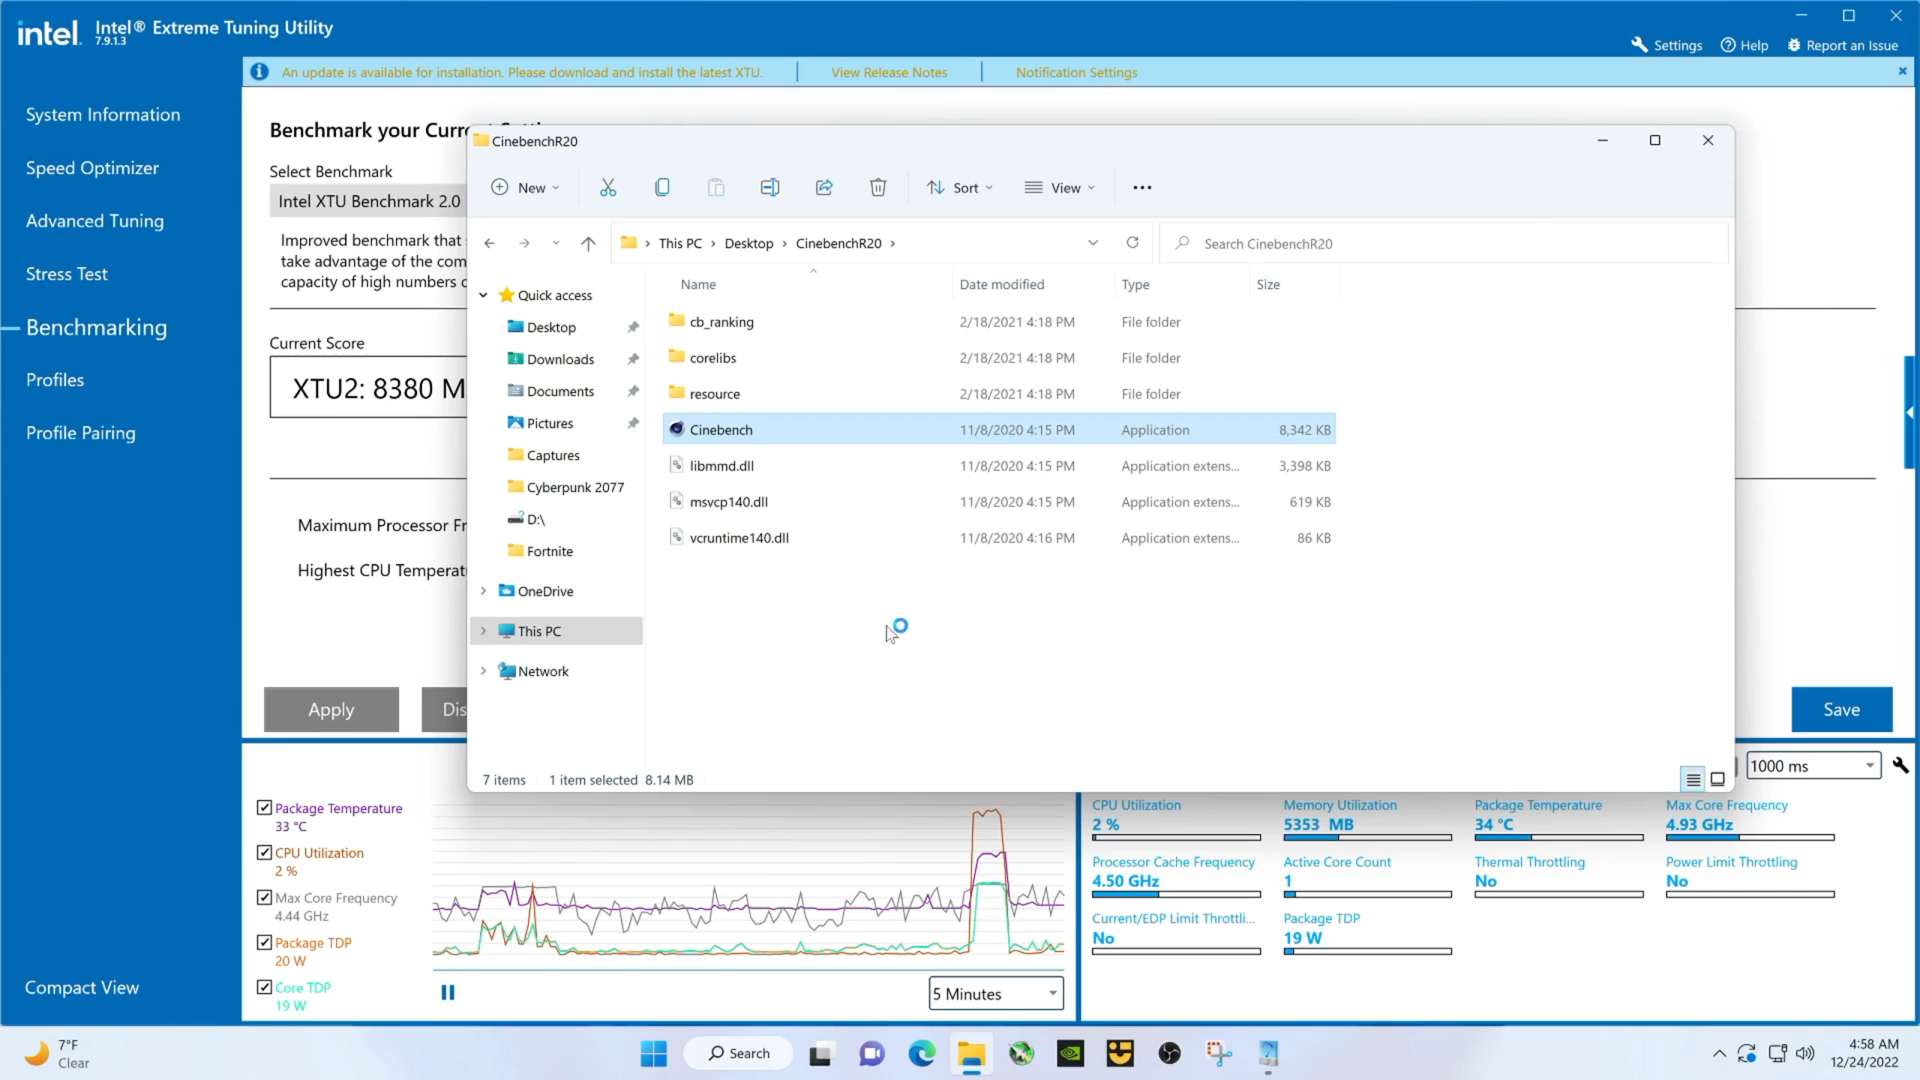 intel.
Intel® Extreme Tuning Utility
7.9.1.3
Settings
Help
Report an Issue
An update is available for installation. Please download and install the latest XTU.
View Release Notes
Notification Settings
System Information
Speed Optimizer
Advanced Tuning
Stress Test
Benchmarking
Profiles
Profile Pairing
Compact View
Benchmark your Curr
Select Benchmark
Intel XTU Benchmark 2.0
Improved benchmark that
take advantage of the com
capacity of high numbers
Current Score
XTU2: 8380 M
Maximum Processor Fr
Highest CPU Temperat
Apply
Dis
Save
CinebenchR20
New
Sort
View
This PC
Desktop
CinebenchR20
Search CinebenchR20
Quick access
Desktop
Downloads
Documents
Pictures
Captures
Cyberpunk 2077
D:\
Fortnite
OneDrive
This PC
Network
Name Date modified Type Size
cb_ranking 2/18/2021 4:18 PM File folder
corelibs 2/18/2021 4:18 PM File folder
resource 2/18/2021 4:18 PM File folder
Cinebench 11/8/2020 4:15 PM Application 8,342 KB
libmmd.dll 11/8/2020 4:15 PM Application extens... 3,398 KB
msvcp140.dll 11/8/2020 4:15 PM Application extens... 619 KB
vcruntime140.dll 11/8/2020 4:16 PM Application extens... 86 KB
7 items 1 item selected 8.14 MB
1000 ms
Package Temperature
33 °C
CPU Utilization
2 %
Max Core Frequency
4.44 GHz
Package TDP
20 W
Core TDP
19 W
5 Minutes
CPU Utilization
2 %
Memory Utilization
5353 MB
Package Temperature
34 °C
Max Core Frequency
4.93 GHz
Processor Cache Frequency
4.50 GHz
Active Core Count
1
Thermal Throttling
No
Power Limit Throttling
No
Current/EDP Limit Throttli...
No
Package TDP
19 W
7°F
Clear
Search
4:58 AM
12/24/2022